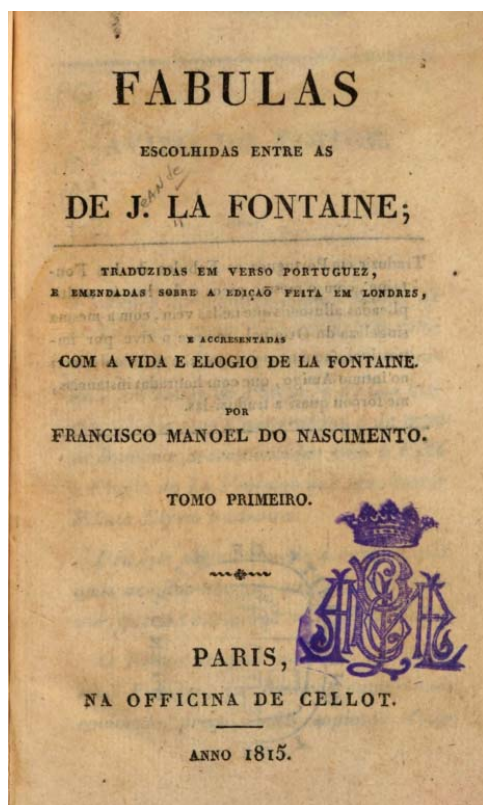 FABULAS
ESCOLHIDAS ENTRE AS
DE J. LA FONTAINE;
TRADUZIDAS EM VERSO PORTUGUEZ,
E EMENDADAS SOBRE A EDIÇAÕ FEITA EM LONDRES,
E ACCRESENTADAS
COM A VIDA E ELOGIO DE LA FONTAINE.
POR
FRANCISCO MANOEL DO NASCIMENTO.
TOMO PRIMEIRO.
PARIS,
NA OFFICINA DE CELLOT.
ANNO 1815.